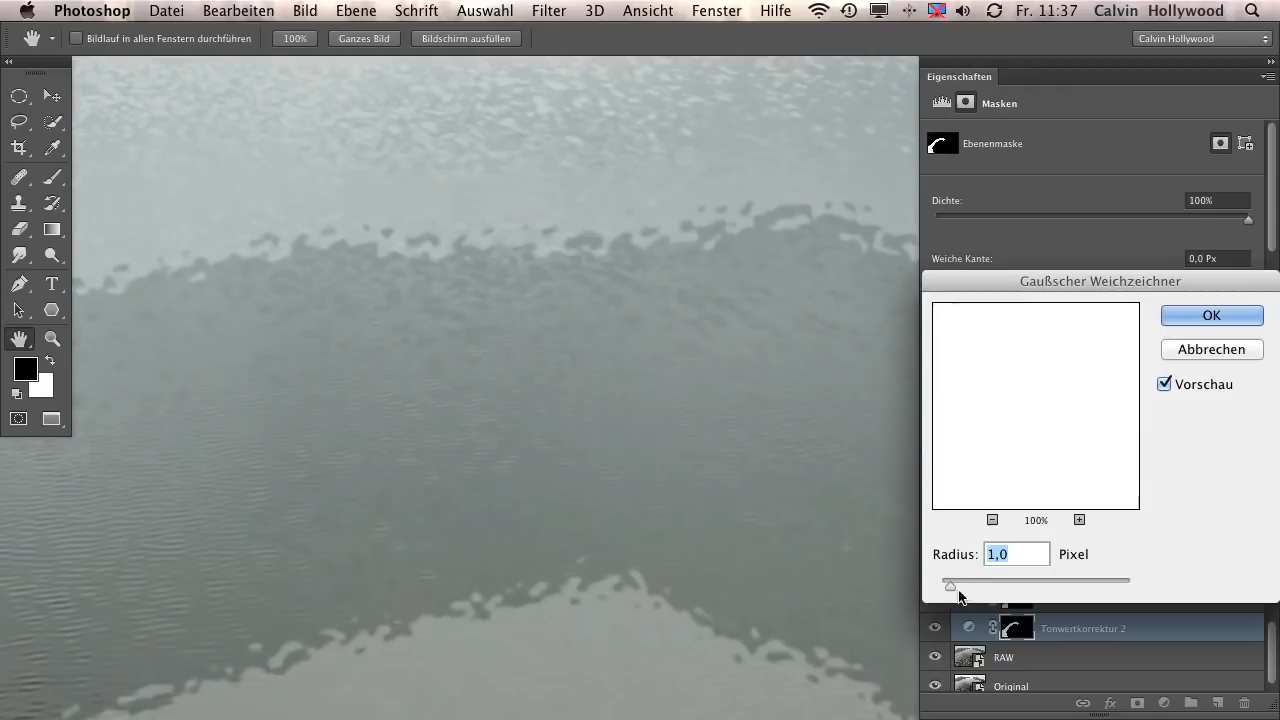 Photoshop Datei Bearbeiten Bild Ebene Schrift Auswahl Filter 3D Ansicht Fenster Hilfe Fr. 11:37 Calvin Hollywood
Bildlauf in allen Fenstern durchführen 100% Ganzes Bild Bildschirm ausfüllen Calvin Hollywood
Eigenschaften
Masken
Ebenenmaske
Dichte: 100%
Weiche Kante: 0,0 Px
Gaußscher Weichzeichner
OK
Abbrechen
Vorschau
100%
Radius: 1,0 Pixel
Tonwertkorrektur 2
RAW
Original
fx